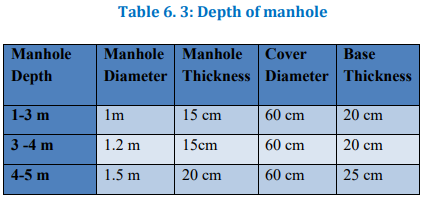 Table 6. 3: Depth of manhole
Manhole Depth Manhole Diameter Manhole Thickness Cover Diameter Base Thickness
1-3 m 1m 15 cm 60 cm 20 cm
3 -4 m 1.2 m 15cm 60 cm 20 cm
4-5 m 1.5 m 20 cm 60 cm 25 cm